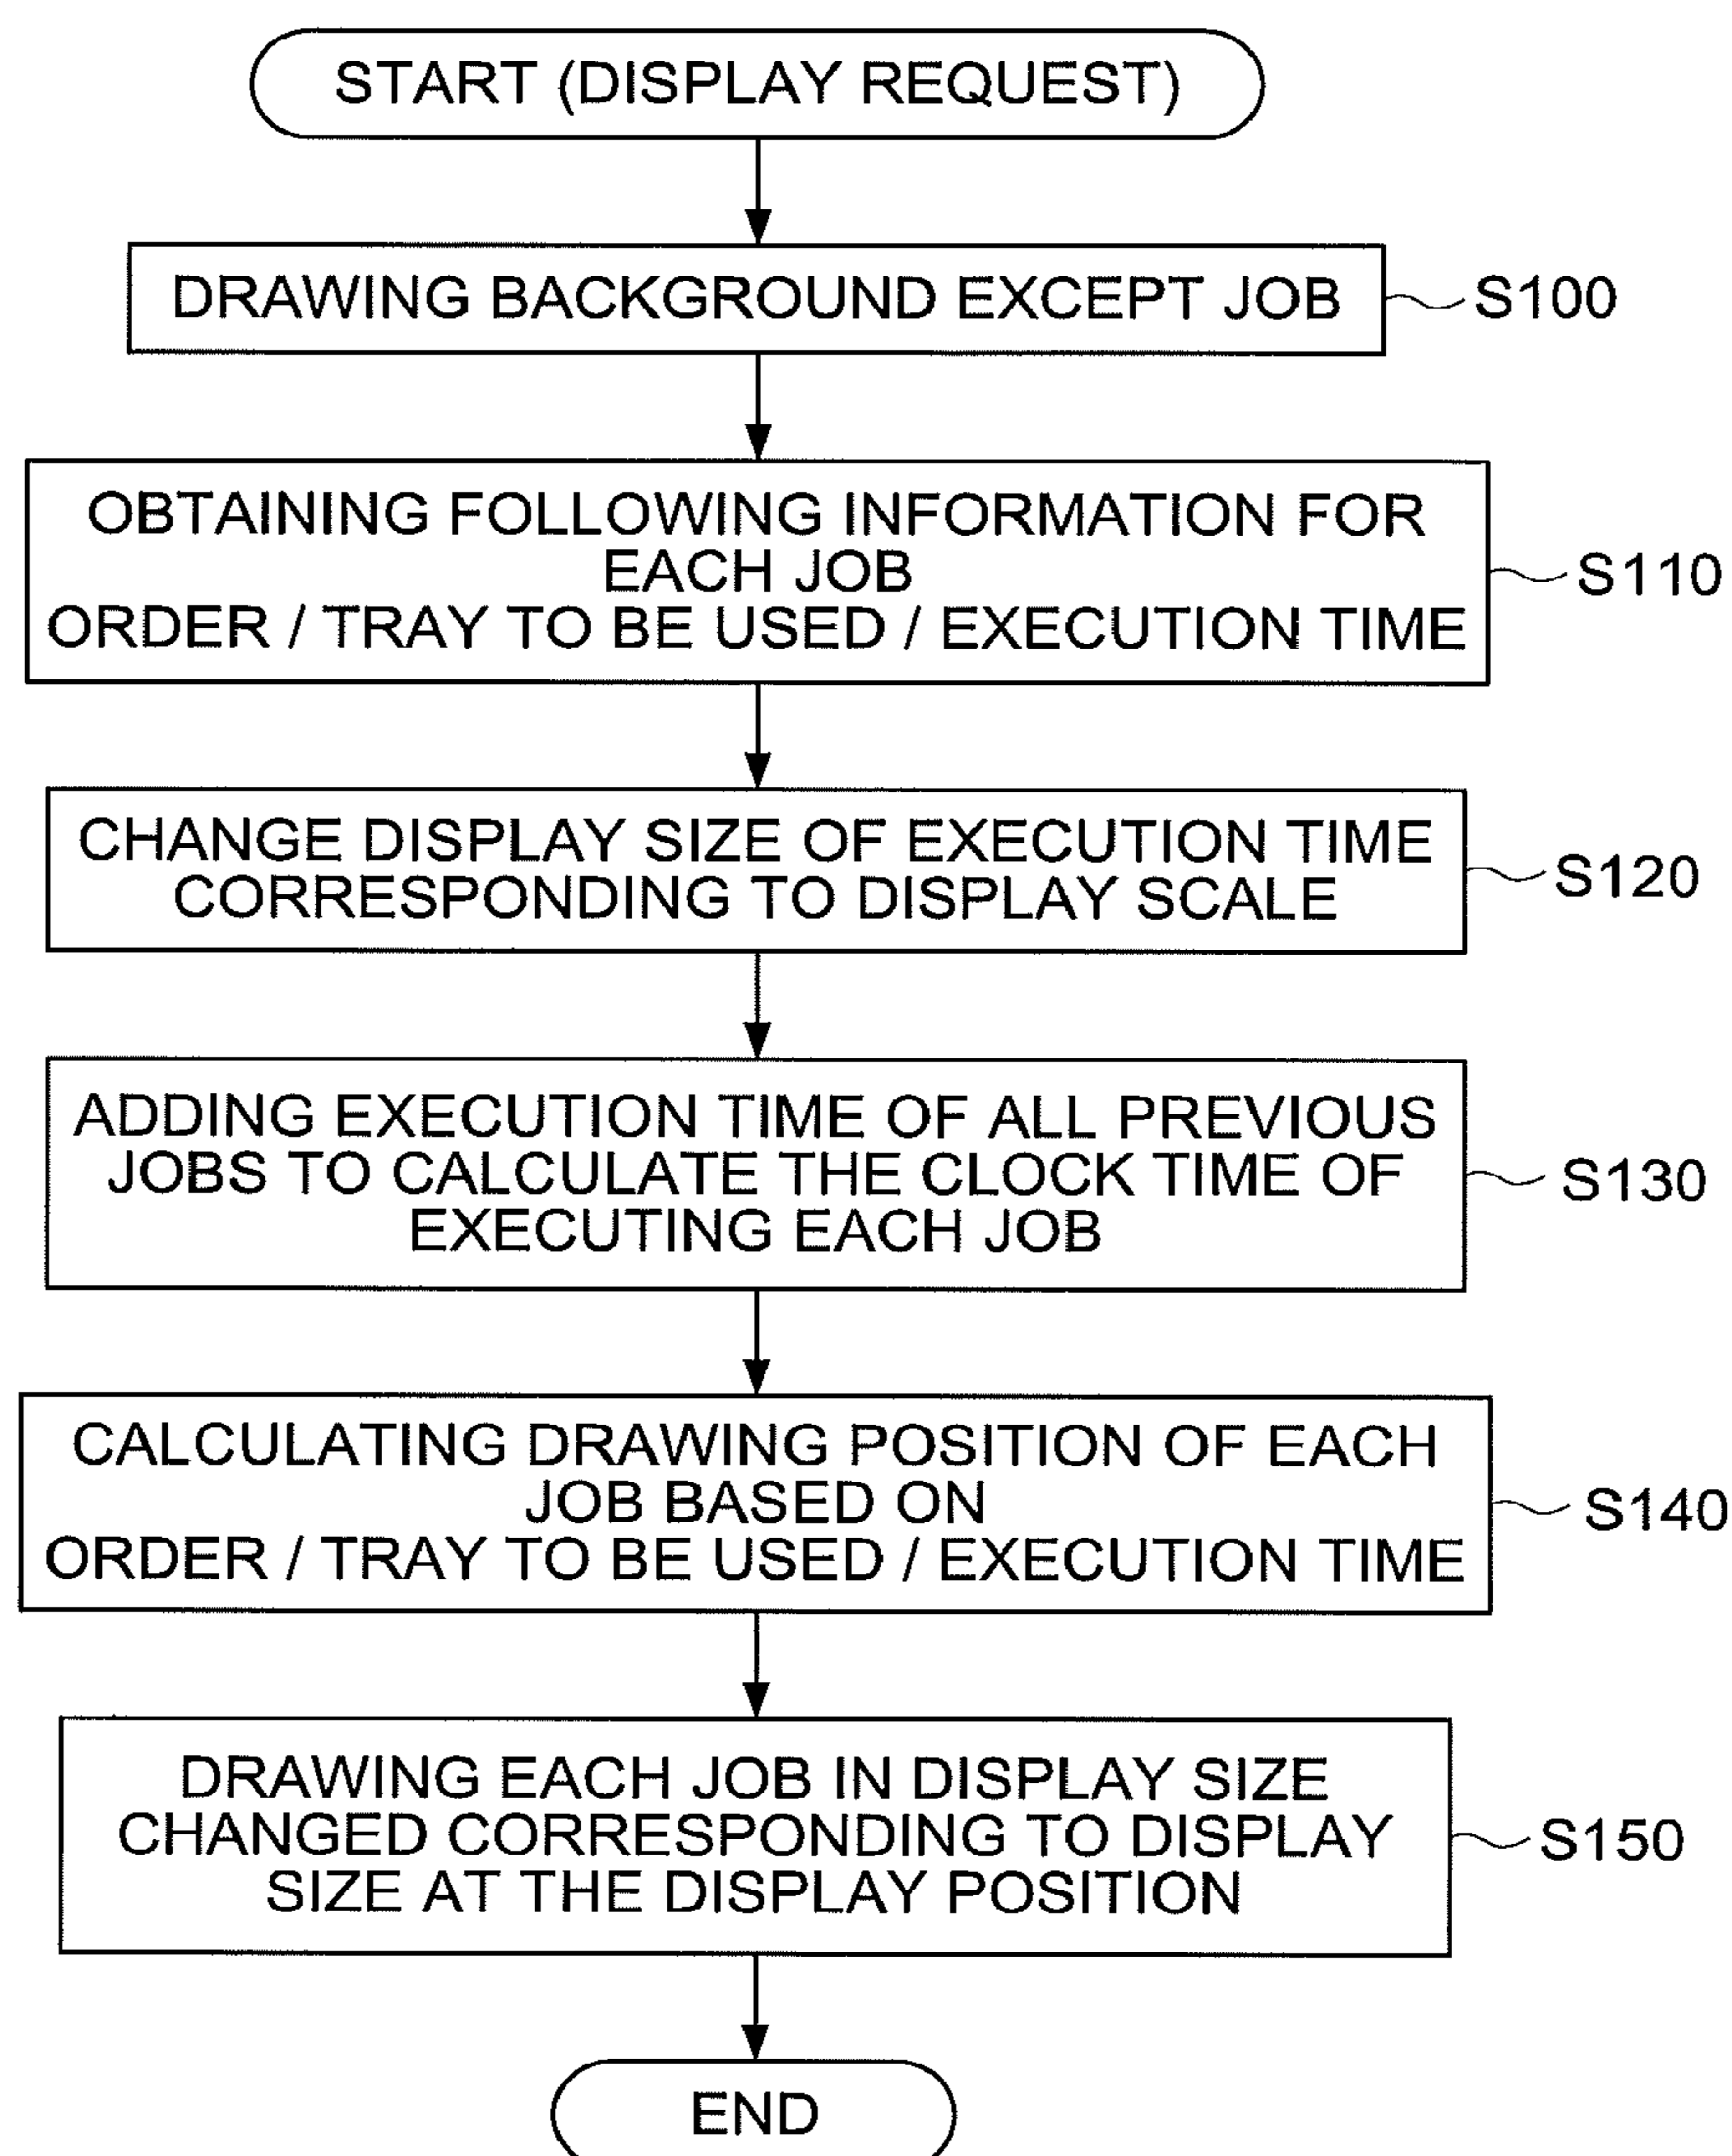 START (DISPLAY REQUEST)
DRAWING BACKGROUND EXCEPT JOB
S100
OBTAINING FOLLOWING INFORMATION FOR
EACH JOB
ORDER / TRAY TO BE USED / EXECUTION TIME
S110
CHANGE DISPLAY SIZE OF EXECUTION TIME
CORRESPONDING TO DISPLAY SCALE
S120
ADDING EXECUTION TIME OF ALL PREVIOUS
JOBS TO CALCULATE THE CLOCK TIME OF
EXECUTING EACH JOB
S130
CALCULATING DRAWING POSITION OF EACH
JOB BASED ON
ORDER / TRAY TO BE USED / EXECUTION TIME
S140
DRAWING EACH JOB IN DISPLAY SIZE
CHANGED CORRESPONDING TO DISPLAY
SIZE AT THE DISPLAY POSITION
S150
END